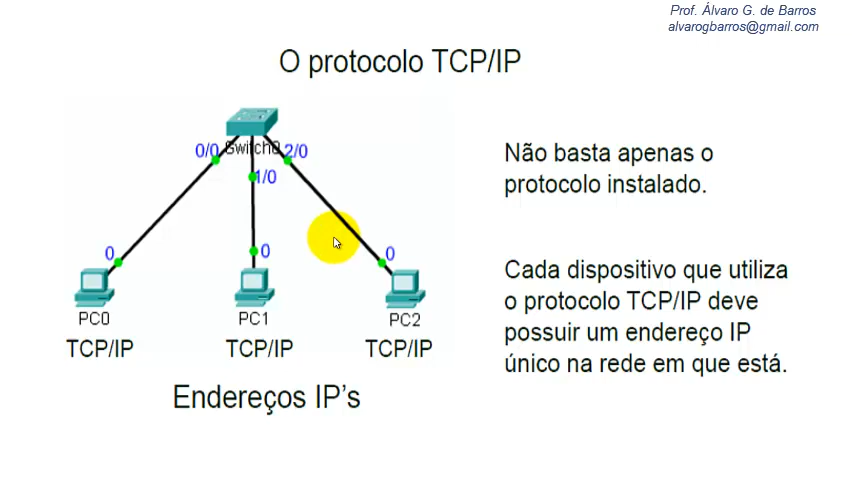 Prof. Álvaro G. de Barros
alvarogbarros@gmail.com
O protocolo TCP/IP
0/0 Switch0 2/0
1/0
0 0 0
PC0 PC1 PC2
TCP/IP TCP/IP TCP/IP
Endereços IP's
Não basta apenas o
protocolo instalado.
Cada dispositivo que utiliza
o protocolo TCP/IP deve
possuir um endereço IP
único na rede em que está.